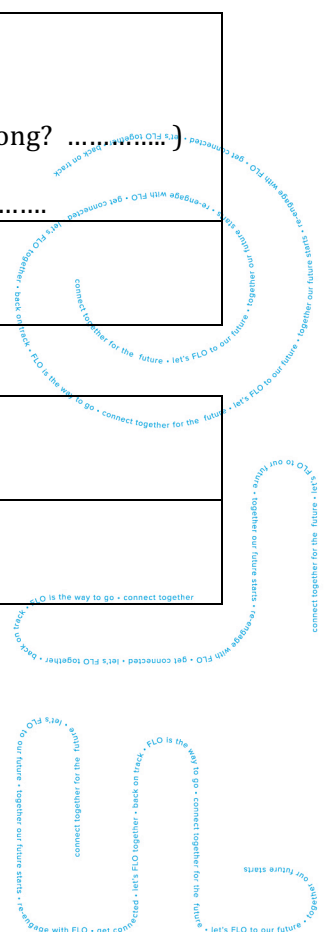 ong? ………….. )
…….
connect together for the future • let's FLO to our future • together our future starts • re-engage with FLO • get connected • let's FLO together • back on track • FLO is the way to go • connect together for the future • let's FLO to our future • together our future starts • re-engage with FLO • get connected • let's FLO together • back on track
connect together for the future • let's FLO to our future • together our future starts • re-engage with FLO • get connected • let's FLO together • back on track • FLO is the way to go • connect together
connect together for the future • let's FLO to our future • together our future starts • re-engage with FLO • get connected • let's FLO together • back on track • FLO is the way to go • connect together for the future • let's FLO to our future • together our future starts